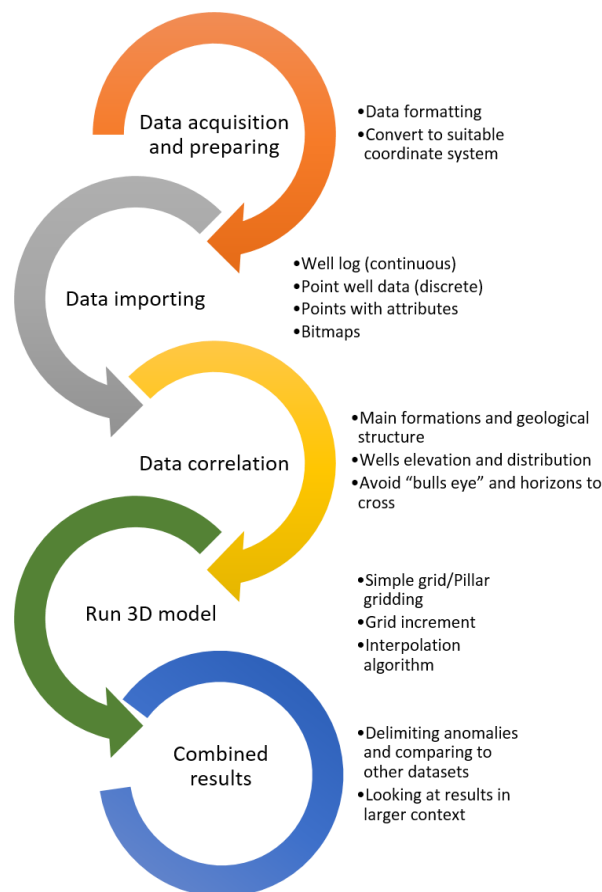 Data acquisition
and preparing
•Data formatting
•Convert to suitable
coordinate system
Data importing
•Well log (continuous)
•Point well data (discrete)
•Points with attributes
•Bitmaps
Data correlation
•Main formations and geological
structure
•Wells elevation and distribution
•Avoid “bulls eye” and horizons to
cross
Run 3D model
•Simple grid/Pillar
gridding
•Grid increment
•Interpolation
algorithm
Combined
results
•Delimiting anomalies
and comparing to
other datasets
•Looking at results in
larger context